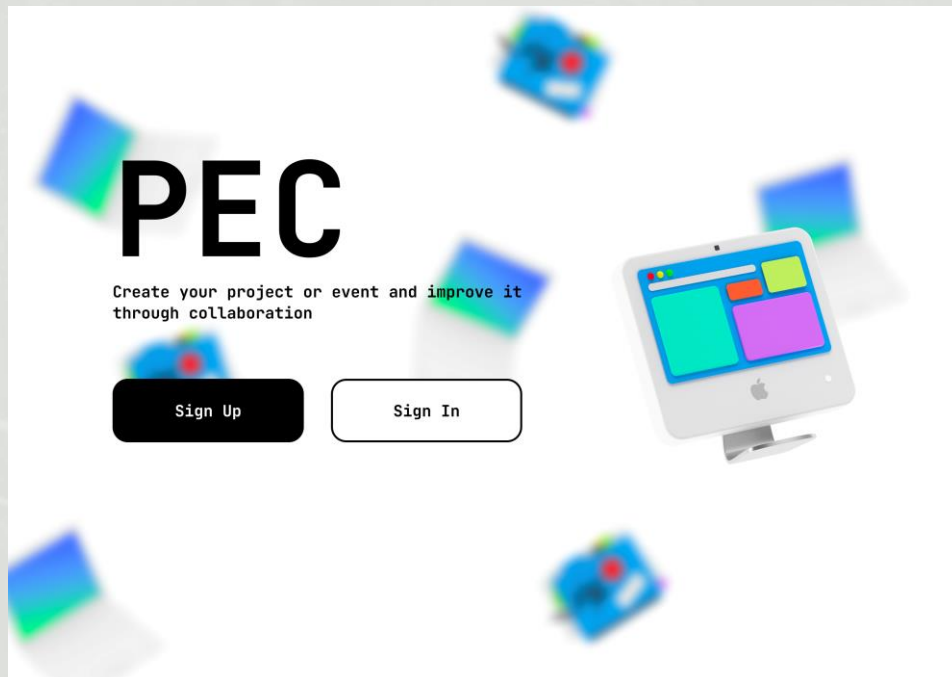 PEC
Create your project or event and improve it
through collaboration
Sign Up
Sign In